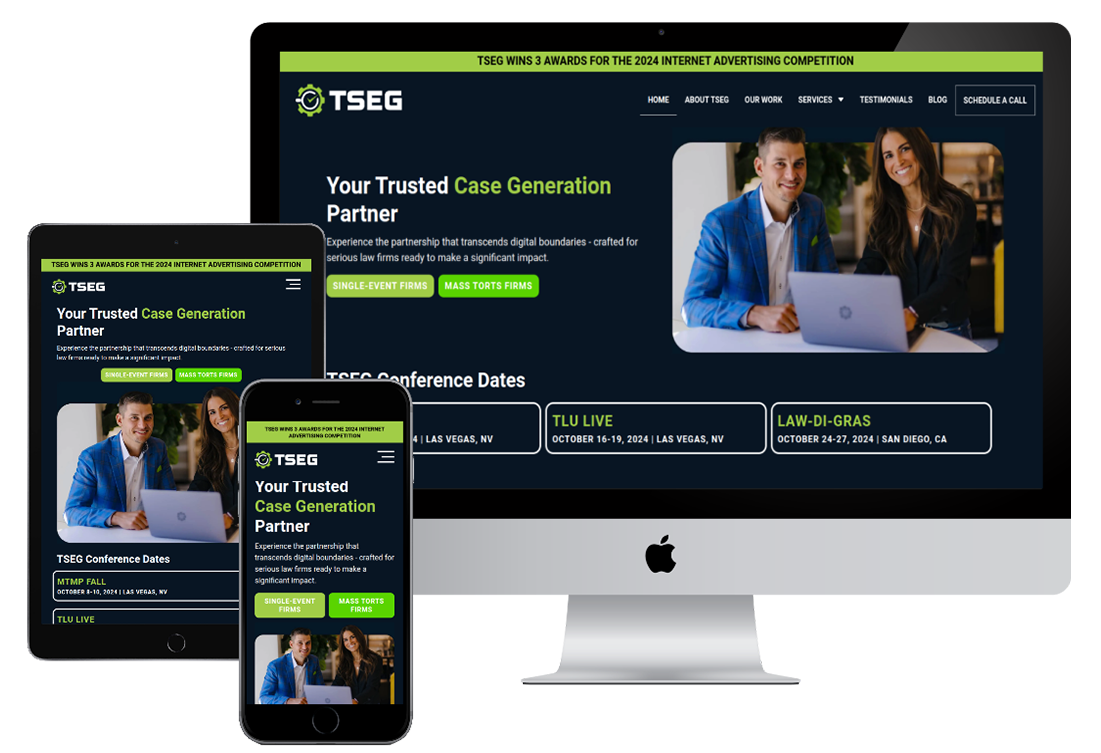 TSEG WINS 3 AWARDS FOR THE 2024 INTERNET ADVERTISING COMPETITION
TSEG
HOME ABOUT TSEG OUR WORK SERVICES TESTIMONIALS BLOG SCHEDULE A CALL
Your Trusted Case Generation
Partner
Experience the partnership that transcends digital boundaries - crafted for
serious law firms ready to make a significant impact.
SINGLE-EVENT FIRMS MASS TORTS FIRMS
TSEG Conference Dates
4 | LAS VEGAS, NV
TLU LIVE
OCTOBER 16-19, 2024 | LAS VEGAS, NV
LAW-DI-GRAS
OCTOBER 24-27, 2024 | SAN DIEGO, CA
TSEG WINS 3 AWARDS FOR THE 2024 INTERNET ADVERTISING COMPETITION
TSEG
Your Trusted Case Generation
Partner
Experience the partnership that transcends digital boundaries - crafted for serious
law firms ready to make a significant impact.
SINGLE-EVENT FIRMS MASS TORTS FIRMS
TSEG Conference Dates
MTMP FALL
OCTOBER 8-10, 2024 | LAS VEGAS, NV
TLU LIVE
TSEG WINS 3 AWARDS FOR THE 2024 INTERNET
ADVERTISING COMPETITION
TSEG
Your Trusted
Case Generation
Partner
Experience the partnership that
transcends digital boundaries - crafted for
serious law firms ready to make a
significant impact.
SINGLE-EVENT
FIRMS
MASS TORTS
FIRMS